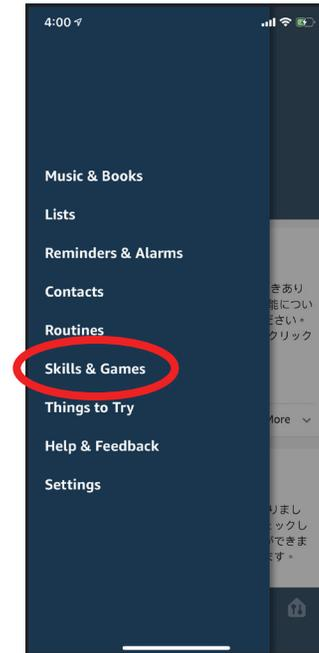 4:00
Music & Books
Lists
Reminders & Alarms
Contacts
Routines
Skills & Games
Things to Try
Help & Feedback
Settings
きあり
能につい
ださい。
クリック
More
りまし
ェックし
ができま
ます。